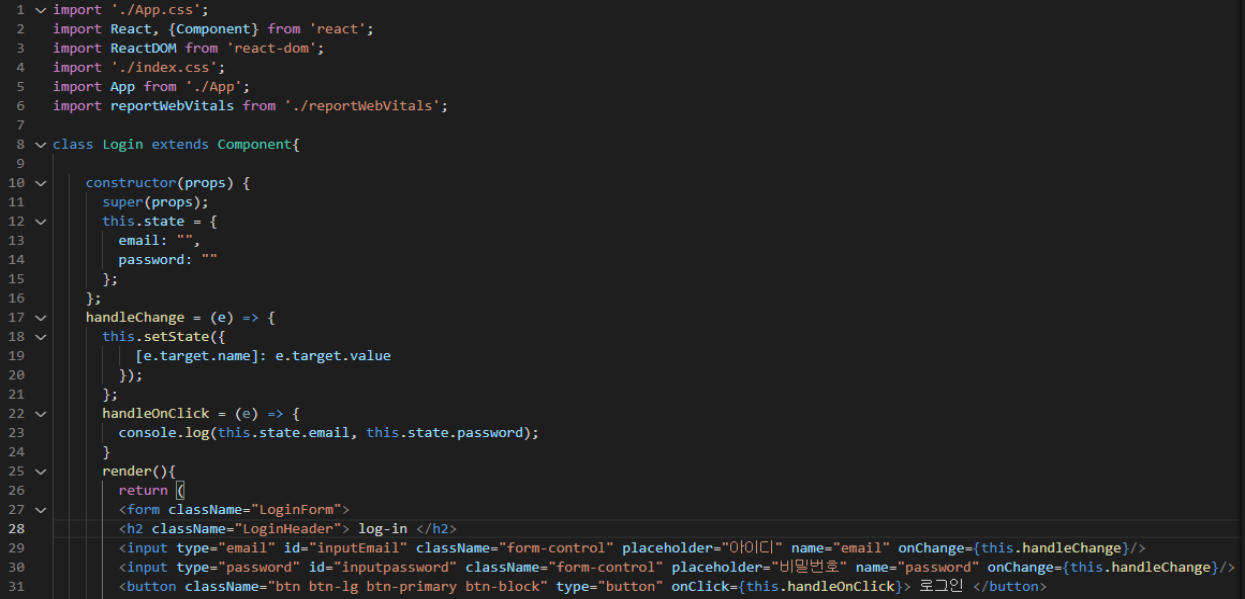 1 import './App.css';
2 import React, {Component} from 'react';
3 import ReactDOM from 'react-dom';
4 import './index.css';
5 import App from './App';
6 import reportWebVitals from './reportWebVitals';
7
8 class Login extends Component{
9
10 constructor(props) {
11 super(props);
12 this.state = {
13 email: "",
14 password: ""
15 };
16 };
17 handleChange = (e) => {
18 this.setState({
19 [e.target.name]: e.target.value
20 });
21 };
22 handleOnClick = (e) => {
23 console.log(this.state.email, this.state.password);
24 }
25 render(){
26 return (
27 <form className="LoginForm">
28 <h2 className="LoginHeader"> log-in </h2>
29 <input type="email" id="inputEmail" className="form-control" placeholder="아이디" name="email" onChange={this.handleChange}/>
30 <input type="password" id="inputpassword" className="form-control" placeholder="비밀번호" name="password" onChange={this.handleChange}/>
31 <button className="btn btn-lg btn-primary btn-block" type="button" onClick={this.handleOnClick}> 로그인 </button>